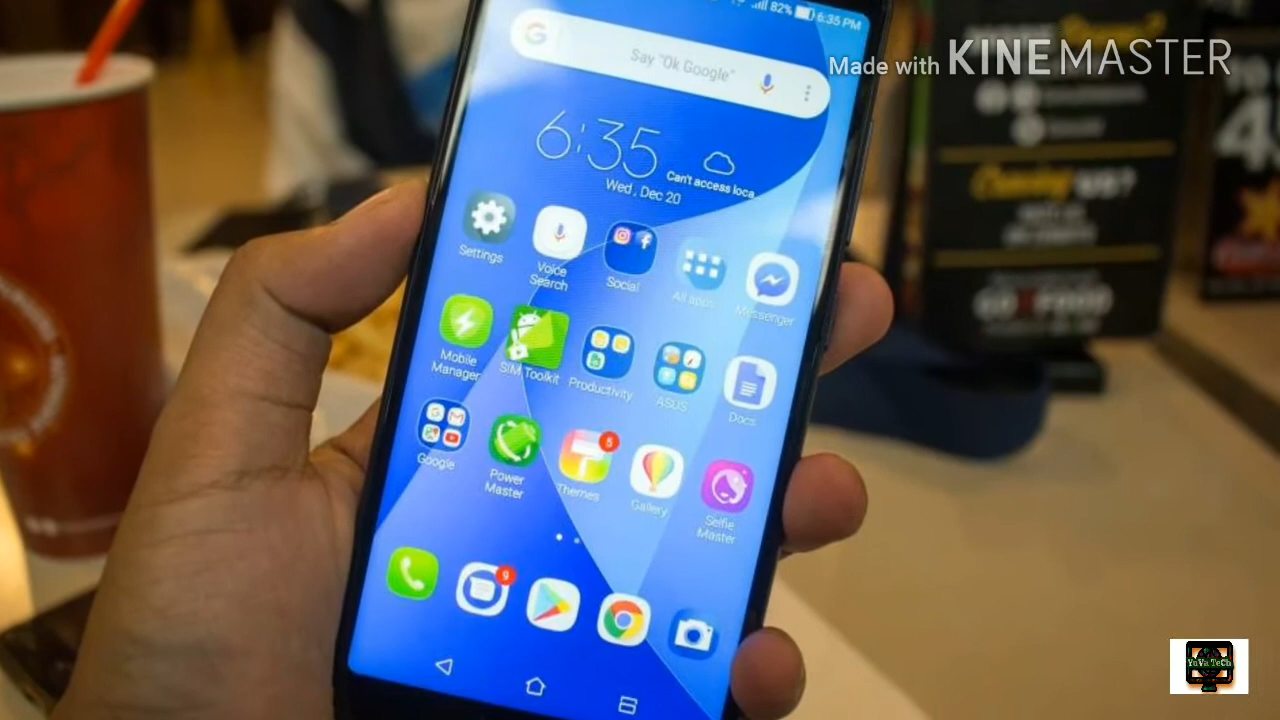 82% 6:35 PM
Say "Ok Google"
Made with KINEMASTER
6:35
Can't access loca
Wed, Dec 20
Settings
Voice
Search
Social
All apps
Messenger
Mobile
Manager
SIM Toolkit
Productivity
ASUS
Docs
Google
Power
Master
5
Themes
Gallery
Selfie
Master
9
YuVa TeCh